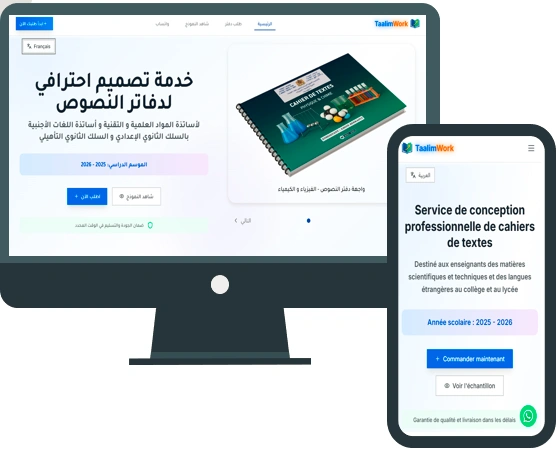 TaalimWork
الرئيسية
طلب دفتر
شاهد النموذج
واتساب
Français
خدمة تصميم احترافي
لدفاتر النصوص
لأساتذة المواد العلمية و التقنية و أساتذة اللغات الأجنبية
بالسلك الثانوي الإعدادي و السلك الثانوي التأهيلي
الموسم الدراسي: 2025 - 2026
+ اطلب الآن
شاهد النموذج
ضمان الجودة والتسليم في الوقت المحدد
CAHIER DE TEXTES
PHYSIQUE & CHIMIE
واجهة دفتر النصوص - الفيزياء و الكيمياء
التالي
TaalimWork
العربية
Service de conception
professionnelle de cahiers
de textes
Destiné aux enseignants des matières
scientifiques et techniques et des langues
étrangères au collège et au lycée
Année scolaire : 2025 - 2026
+ Commander maintenant
Voir l'échantillon
Garantie de qualité et livraison dans les délais